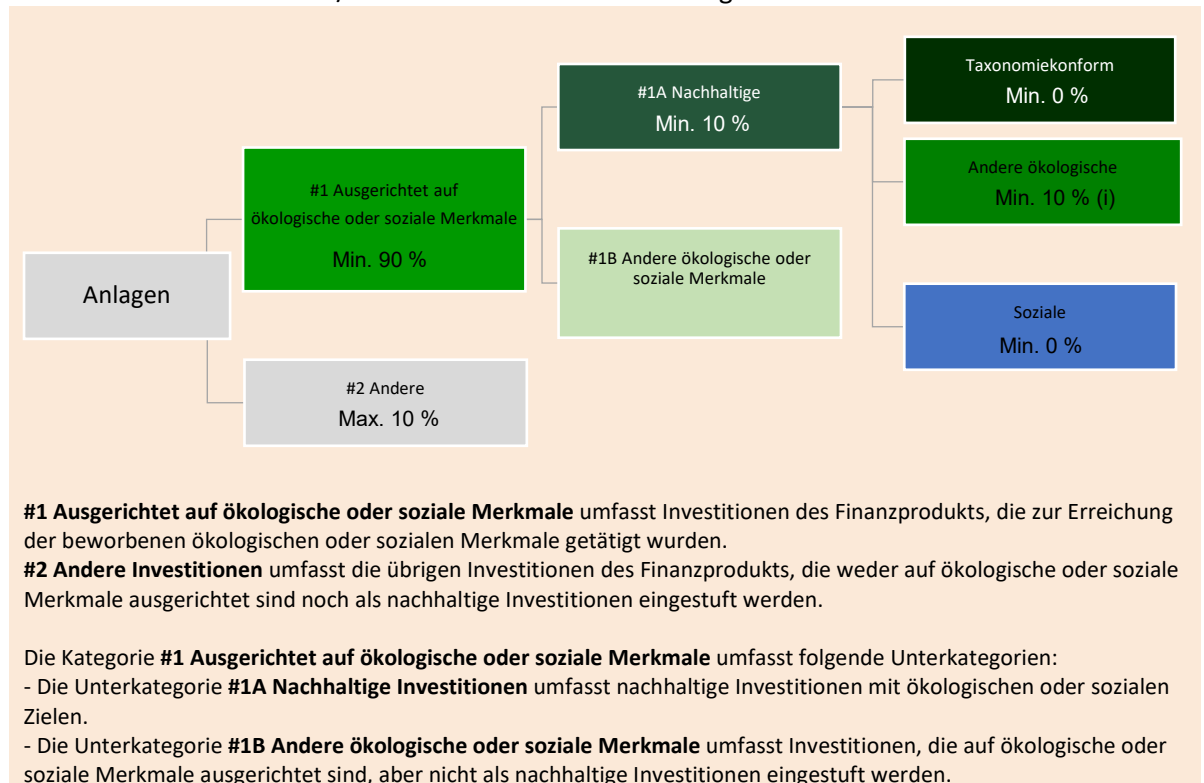 Anlagen
#1 Ausgerichtet auf
ökologische oder soziale Merkmale
Min. 90 %
#2 Andere
Max. 10 %
#1A Nachhaltige
Min. 10 %
#1B Andere ökologische oder
soziale Merkmale
Taxonomiekonform
Min. 0 %
Andere ökologische
Min. 10 % (i)
Soziale
Min. 0 %
#1 Ausgerichtet auf ökologische oder soziale Merkmale umfasst Investitionen des Finanzprodukts, die zur Erreichung
der beworbenen ökologischen oder sozialen Merkmale getätigt wurden.
#2 Andere Investitionen umfasst die übrigen Investitionen des Finanzprodukts, die weder auf ökologische oder soziale
Merkmale ausgerichtet sind noch als nachhaltige Investitionen eingestuft werden.
Die Kategorie #1 Ausgerichtet auf ökologische oder soziale Merkmale umfasst folgende Unterkategorien:
- Die Unterkategorie #1A Nachhaltige Investitionen umfasst nachhaltige Investitionen mit ökologischen oder sozialen
Zielen.
- Die Unterkategorie #1B Andere ökologische oder soziale Merkmale umfasst Investitionen, die auf ökologische oder
soziale Merkmale ausgerichtet sind, aber nicht als nachhaltige Investitionen eingestuft werden.